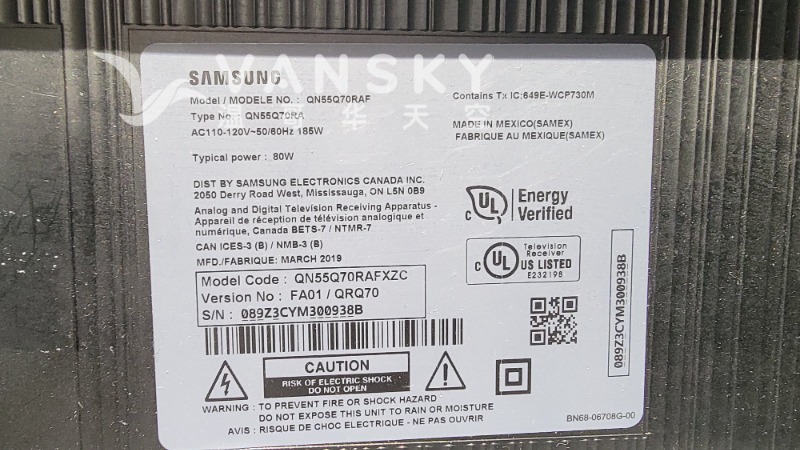 VANSKY
天空
SAMSUNG
Model / MODELE NO. : QN55Q70RAF
Type No. : QN55Q70RA
AC110-120V~50/60Hz 185W
Typical power : 80W
Contains Tx IC:649E-WCP730M
MADE IN MEXICO(SAMEX)
FABRIQUE AU MEXIQUE(SAMEX)
DIST BY SAMSUNG ELECTRONICS CANADA INC.
2050 Derry Road West, Mississauga, ON L5N 0B9
Analog and Digital Television Receiving Apparatus -
Appareil de réception de télévision analogique et
numérique, Canada BETS-7 / NTMR-7
CAN ICES-3 (B) / NMB-3 (B)
MFD./FABRIQUE: MARCH 2019
Model Code : QN55Q70RAFXZC
Version No : FA01 / QRQ70
S/N : 089Z3CYM300938B
C UL Energy
Verified
Television
Receiver
C UL US LISTED
E232198
089Z3CYM300938B
CAUTION
RISK OF ELECTRIC SHOCK
DO NOT OPEN
WARNING : TO PREVENT FIRE OR SHOCK HAZARD
DO NOT EXPOSE THIS UNIT TO RAIN OR MOISTURE
AVIS : RISQUE DE CHOC ELECTRIQUE - NE PAS OUVRIR
BN68-06708G-00